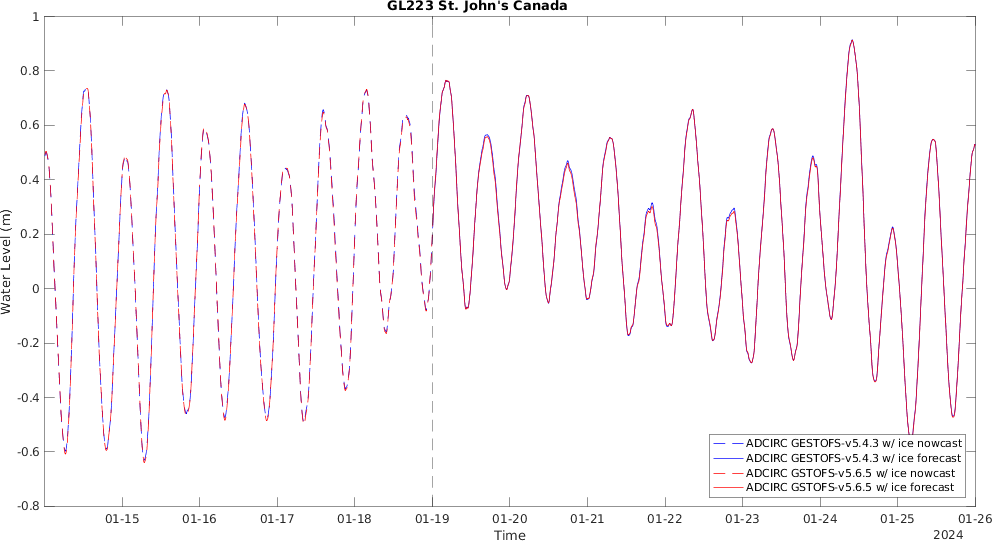 GL223 St. John's Canada
Water Level (m)
1
0.8
0.6
0.4
0.2
0
-0.2
-0.4
-0.6
-0.8
ADCIRC GESTOFS-v5.4.3 w/ ice nowcast
ADCIRC GESTOFS-v5.4.3 w/ ice forecast
ADCIRC GSTOFS-v5.6.5 w/ ice nowcast
ADCIRC GSTOFS-v5.6.5 w/ ice forecast
01-15 01-16 01-17 01-18 01-19 01-20 01-21 01-22 01-23 01-24 01-25 01-26
Time
2024